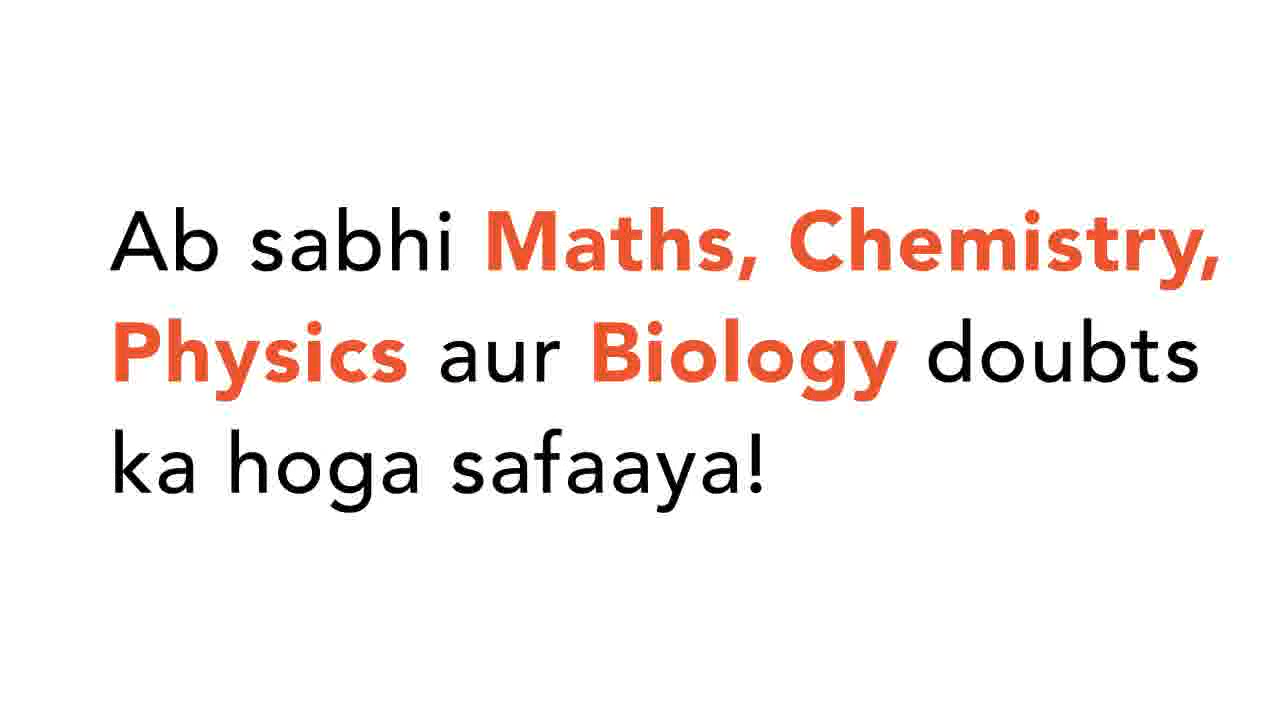 Ab sabhi Maths, Chemistry,
Physics aur Biology doubts
ka hoga safaaya!